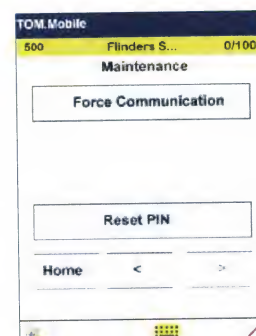 TOM.Mobile
500 Flinders S... 0/100
Maintenance
Force Communication
Reset PIN
Home < >